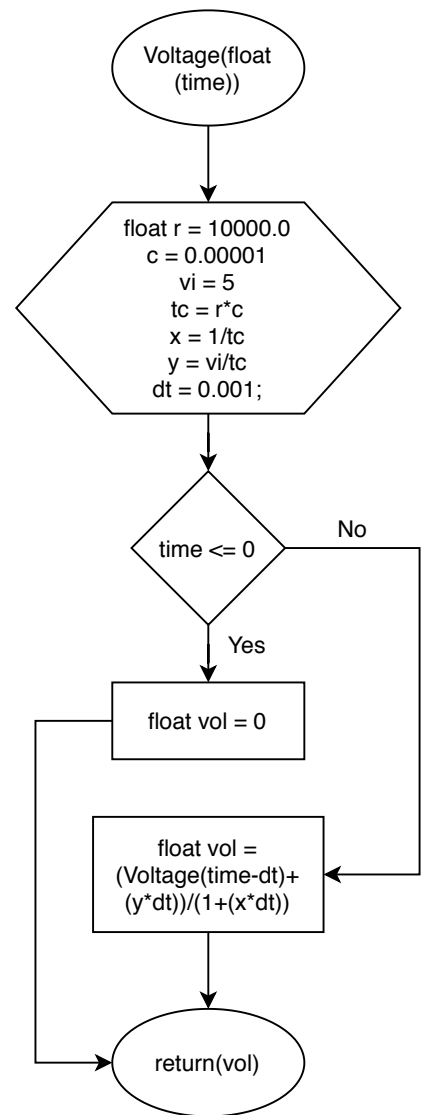 Voltage(float
(time))
float r = 10000.0
c = 0.00001
vi = 5
tc = r*c
x = 1/tc
y = vi/tc
dt = 0.001;
time <= 0
No
Yes
float vol = 0
float vol =
(Voltage(time-dt)+
(y*dt))/(1+(x*dt))
return(vol)